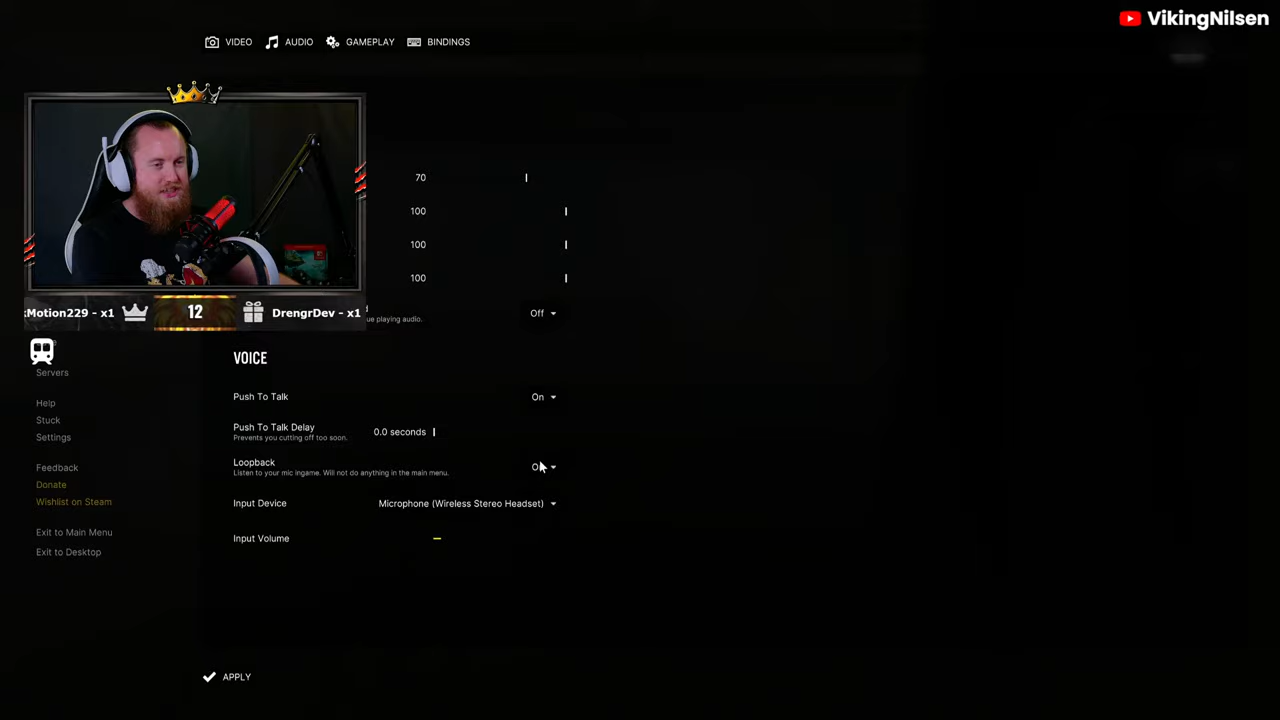 VikingNilsen
VIDEO AUDIO GAMEPLAY BINDINGS
70
100
100
100
Motion229 - x1 12 DrengrDev - x1
ue playing audio.
Off
Servers
Help
Stuck
Settings
Feedback
Donate
Wishlist on Steam
Exit to Main Menu
Exit to Desktop
VOICE
Push To Talk On
Push To Talk Delay 0.0 seconds
Prevents you cutting off too soon.
Loopback
Listen to your mic ingame. Will not do anything in the main menu.
Input Device Microphone (Wireless Stereo Headset)
Input Volume
APPLY